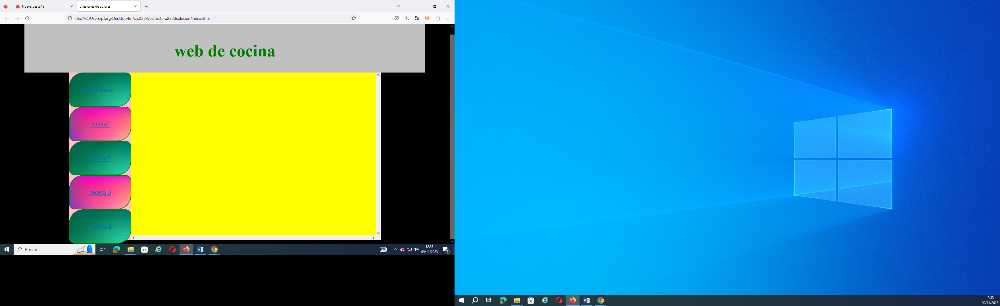 Nueva pestaña
divisiones de colores
file:///C:/Users/pilarg/Desktop/lm/css2324/estructura2223solucion/index.html
web de cocina
mis datos
receta1
receta2
receta 3
receta 4
Buscar
12:33
09/11/2023
3
12:33
09/11/2023